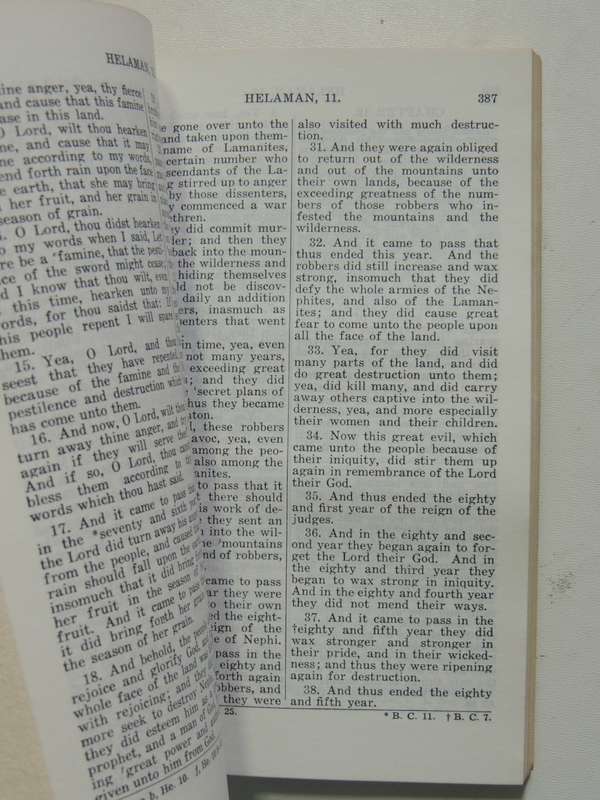 HELAMAN,
ine anger, yea, thy fierce
and cause that this famine
ase in this land.
O Lord, wilt thou hearken
me, and cause that it may
ne according to my words,
end forth rain upon the face
e earth, that she may bring
her fruit, and her grain in
season of grain.
O Lord, thou didst hearken
o my words when I said, Let
re be a famine, that the pesti-
ce of the sword might cease;
d I know that thou wilt, even
this time, hearken unto my
ords, for thou saidst that: If
his people repent I will spare
hem.
15. Yea, O Lord, and thou
seest that they have repented,
because of the famine and the
pestilence and destruction which
has come unto them.
16. And now, O Lord, wilt thou
turn away thine anger, and try
again if they will serve thee?
And if so, O Lord, thou canst
bless them according to
words which thou hast said.
17. And it came to pass that
in the *seventy and sixth year
the Lord did turn away his
from the people, and caused
rain should fall upon the
insomuch that it did bring
her fruit in the season of
fruit. And it came to pass
it did bring forth her grain
the season of her grain.
18. And behold, the people
rejoice and glorify God, and
whole face of the land was
with rejoicing; and they
more seek to destroy Nephi,
they did esteem him as
prophet, and a man of
ing great power and
given unto him from God.
b, He. 10.
HELAMAN, 11.
387
e gone over unto the
and taken upon them-
name of Lamanites,
certain number who
scendants of the La-
g stirred up to anger
by those dissenters,
y commenced a war
ethren.
y did commit mur-
der; and then they
back into the moun-
the wilderness and
hiding themselves
ld not be discov-
daily an addition
ers, inasmuch as
enters that went
in time, yea, even
not many years,
exceeding great
; and they did
secret plans of
hus they became
nton.
, these robbers
avoc, yea, even
among the peo-
also among the
anites.
to pass that it
t there should
is work of de-
they sent an
into the wil-
mountains
nd of robbers,
came to pass
ar they were
to their own
ed the eight-
eign of the
e of Nephi.
pass in the
eighty and
forth again
obbers, and
they were
25.
also visited with much destruc-
tion.
31. And they were again obliged
to return out of the wilderness
and out of the mountains unto
their own lands, because of the
exceeding greatness of the num-
bers of those robbers who in-
fested the mountains and the
wilderness.
32. And it came to pass that
thus ended this year. And the
robbers did still increase and wax
strong, insomuch that they did
defy the whole armies of the Ne-
phites, and also of the Laman-
ites; and they did cause great
fear to come unto the people upon
all the face of the land.
33. Yea, for they did visit
many parts of the land, and did
do great destruction unto them;
yea, did kill many, and did carry
away others captive into the wil-
derness, yea, and more especially
their women and their children.
34. Now this great evil, which
came unto the people because of
their iniquity, did stir them up
again in remembrance of the Lord
their God.
35. And thus ended the eighty
and first year of the reign of the
judges.
36. And in the eighty and sec-
ond year they began again to for-
get the Lord their God. And in
the eighty and third year they
began to wax strong in iniquity.
And in the eighty and fourth year
they did not mend their ways.
37. And it came to pass in the
†eighty and fifth year they did
wax stronger and stronger in
their pride, and in their wicked-
ness; and thus they were ripening
again for destruction.
38. And thus ended the eighty
and fifth year.
* B. C. 11. † B. C. 7.